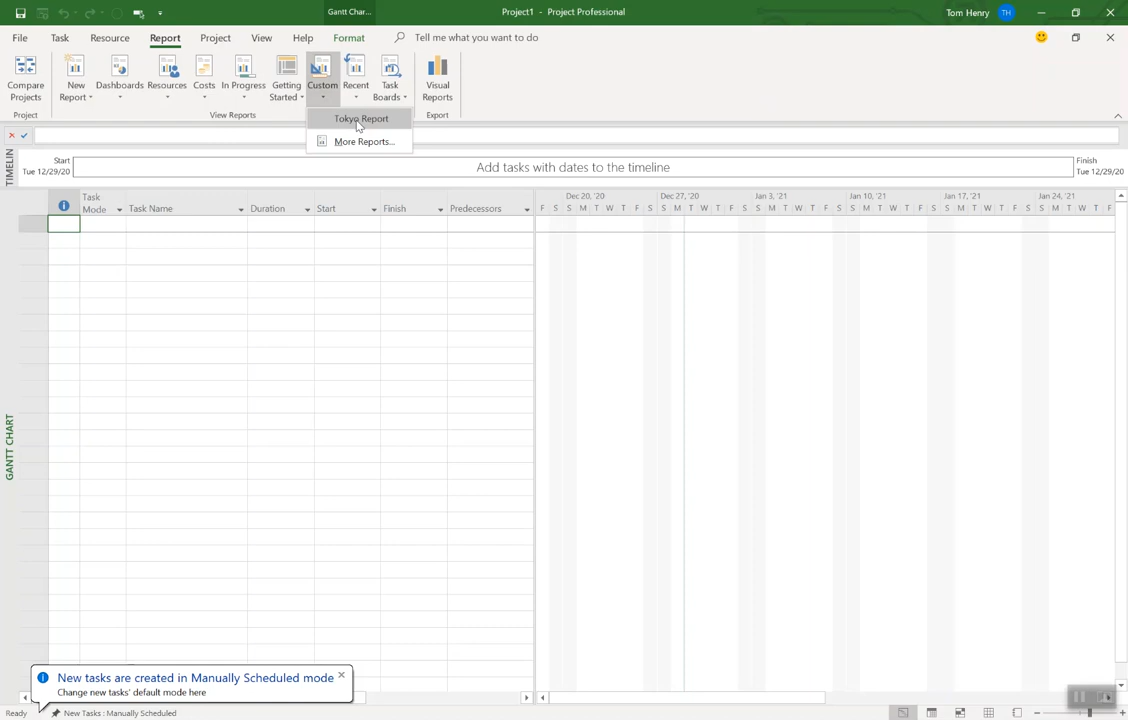 Gantt Char...
Project1 - Project Professional
Tom Henry
TH
File
Task
Resource
Report
Project
View
Help
Format
Tell me what you want to do
Compare Projects
New Report
Dashboards
Resources
Costs
In Progress
Getting Started
Custom
Recent
Task Boards
Visual Reports
Project
View Reports
Export
Tokyo Report
More Reports...
TIMELIN
Start
Tue 12/29/20
Add tasks with dates to the timeline
Finish
Tue 12/29/20
Task Mode
Task Name
Duration
Start
Finish
Predecessors
Dec 20, '20
Dec 27, '20
Jan 3, '21
Jan 10, '21
Jan 17, '21
Jan 24, '21
F S S M T W T F S S M T W T F S S M T W T F S S M T W T F S S M T W T F S S M T W T F
GANTT CHART
New tasks are created in Manually Scheduled mode
Change new tasks' default mode here
Ready
New Tasks : Manually Scheduled